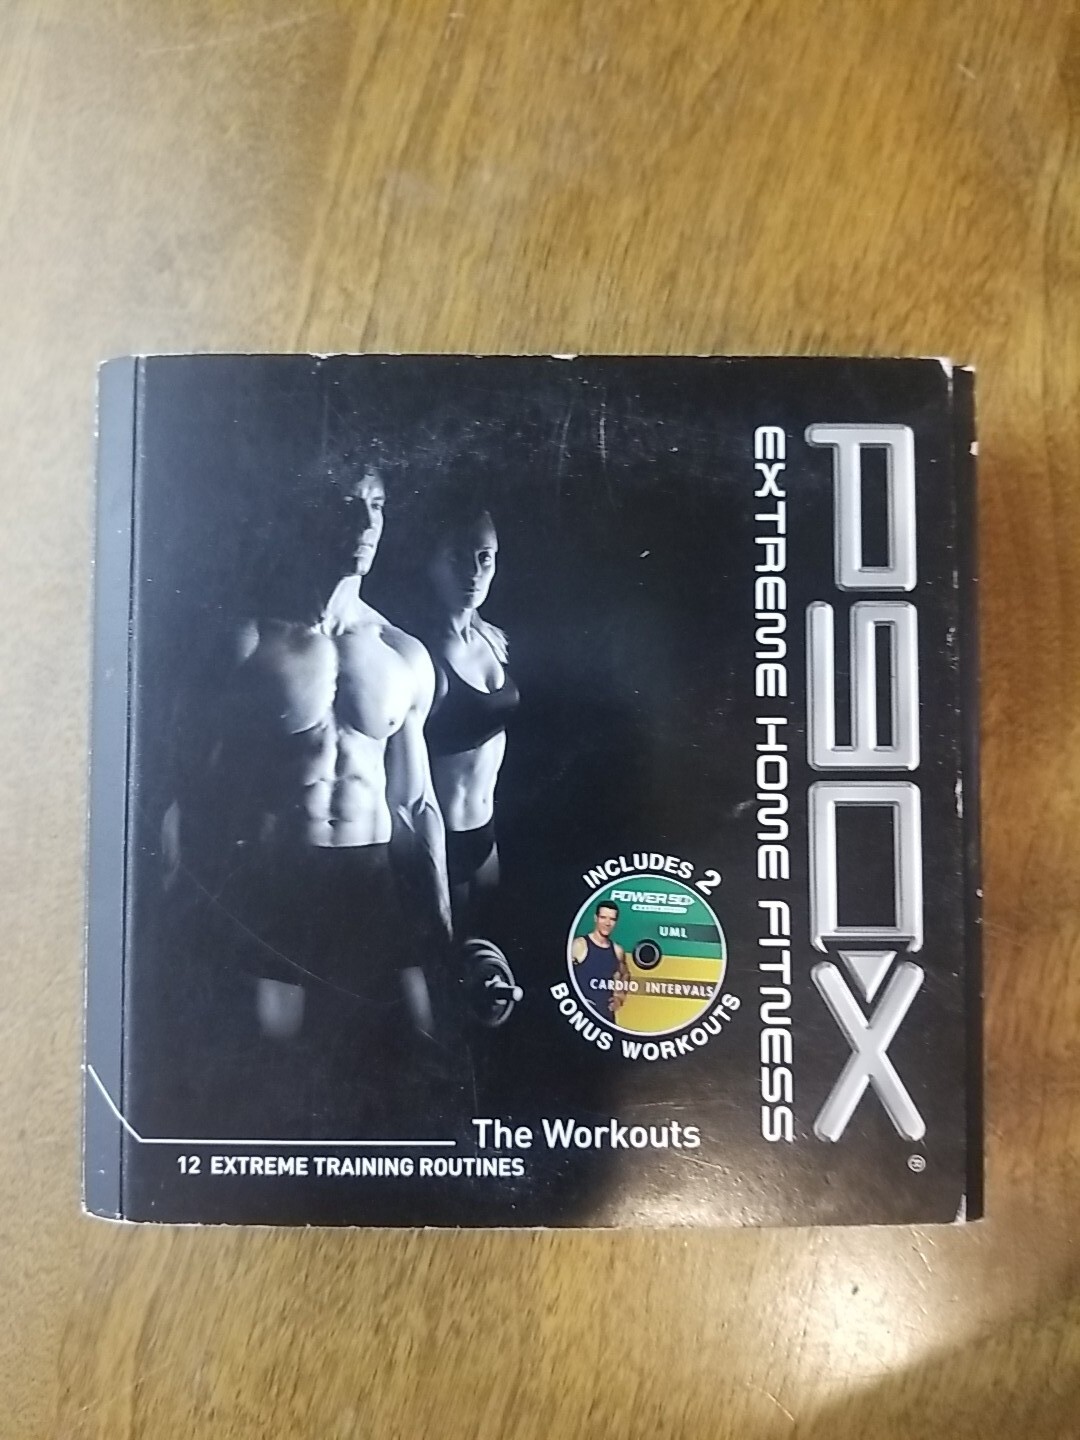 P90X
®
EXTREME HOME FITNESS
INCLUDES 2
POWER 90
UML
CARDIO INTERVALS
BONUS WORKOUTS
The Workouts
12 EXTREME TRAINING ROUTINES